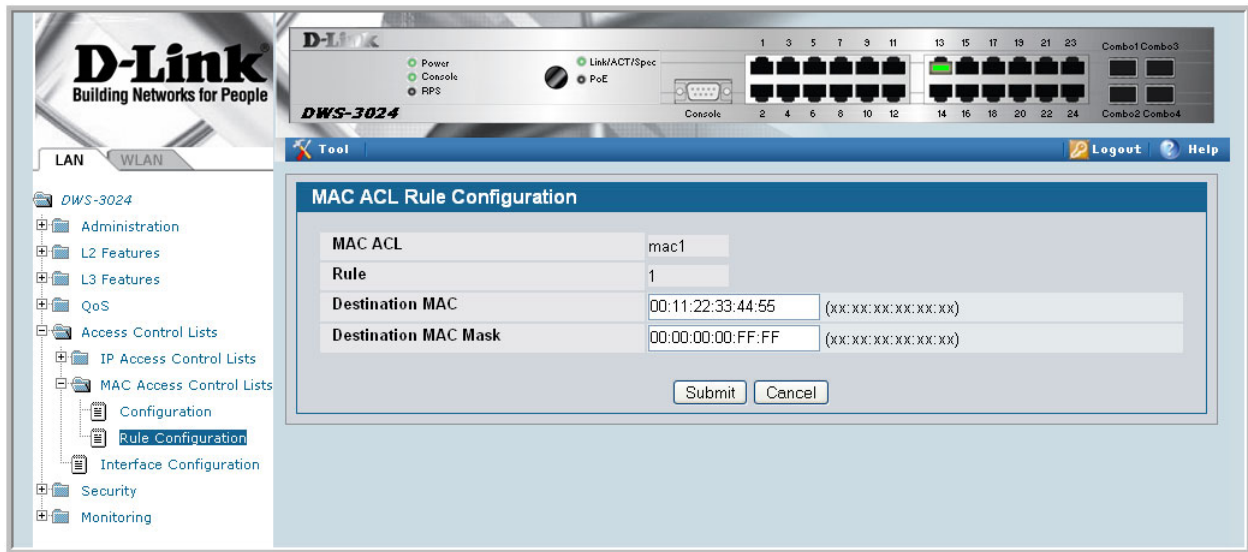 D-Link
Building Networks for People
D-Link
Power
Console
RPS
Link/ACT/Spec
PoE
DWS-3024
Console
1 3 5 7 9 11 13 15 17 19 21 23
2 4 6 8 10 12 14 16 18 20 22 24
Combo1 Combo3
Combo2 Combo4
LAN WLAN
Tool
Logout Help
DWS-3024
Administration
L2 Features
L3 Features
QoS
Access Control Lists
IP Access Control Lists
MAC Access Control Lists
Configuration
Rule Configuration
Interface Configuration
Security
Monitoring
MAC ACL Rule Configuration
MAC ACL mac1
Rule 1
Destination MAC 00:11:22:33:44:55 (xx:xx:xx:xx:xx:xx)
Destination MAC Mask 00:00:00:00:FF:FF (xx:xx:xx:xx:xx:xx)
Submit Cancel